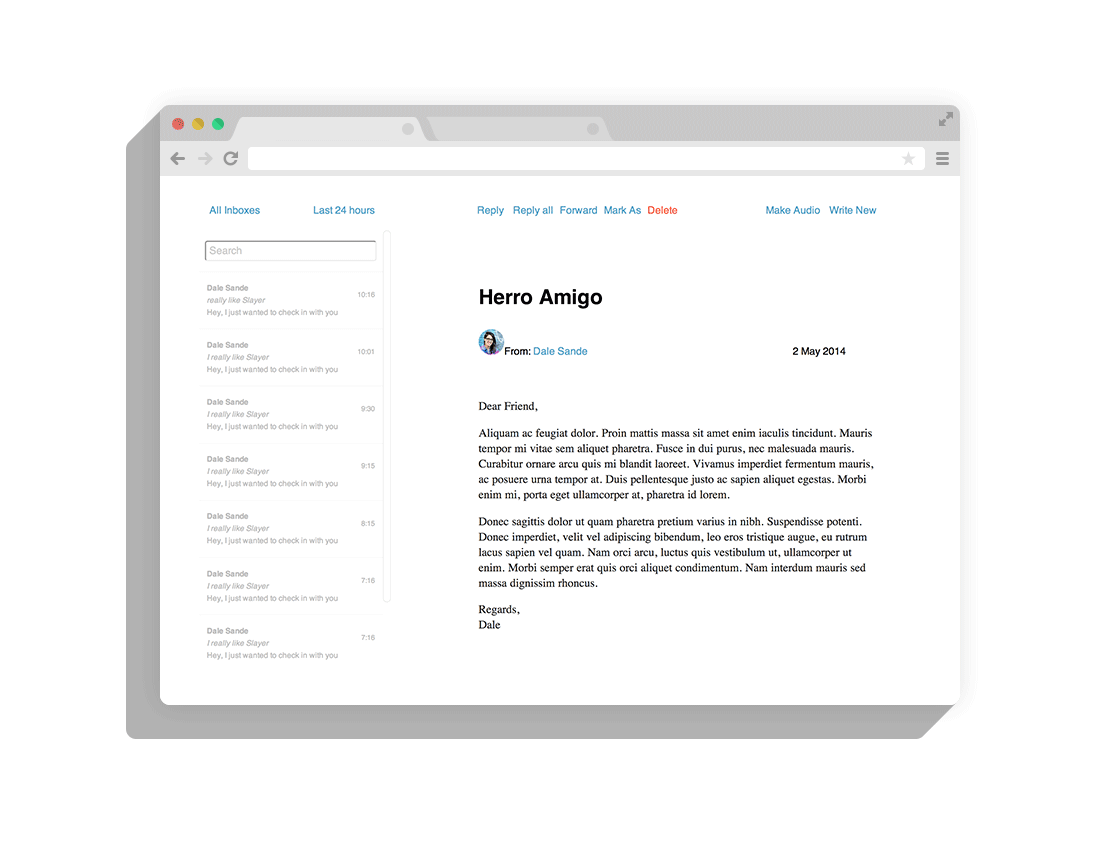 All Inboxes Last 24 hours Reply Reply all Forward Mark As Delete Make Audio Write New
Search
Dale Sande
really like Slayer
10:16
Hey, I just wanted to check in with you
Dale Sande
I really like Slayer
10:01
Hey, I just wanted to check in with you
Dale Sande
I really like Slayer
9:30
Hey, I just wanted to check in with you
Dale Sande
I really like Slayer
9:15
Hey, I just wanted to check in with you
Dale Sande
I really like Slayer
8:15
Hey, I just wanted to check in with you
Dale Sande
I really like Slayer
7:16
Hey, I just wanted to check in with you
Dale Sande
I really like Slayer
7:16
Hey, I just wanted to check in with you
Herro Amigo
From: Dale Sande 2 May 2014
Dear Friend,
Aliquam ac feugiat dolor. Proin mattis massa sit amet enim iaculis tincidunt. Mauris
tempor mi vitae sem aliquet pharetra. Fusce in dui purus, nec malesuada mauris.
Curabitur ornare arcu quis mi blandit laoreet. Vivamus imperdiet fermentum mauris,
ac posuere urna tempor at. Duis pellentesque justo ac sapien aliquet egestas. Morbi
enim mi, porta eget ullamcorper at, pharetra id lorem.
Donec sagittis dolor ut quam pharetra pretium varius in nibh. Suspendisse potenti.
Donec imperdiet, velit vel adipiscing bibendum, leo eros tristique augue, eu rutrum
lacus sapien vel quam. Nam orci arcu, luctus quis vestibulum ut, ullamcorper ut
enim. Morbi semper erat quis orci aliquet condimentum. Nam interdum mauris sed
massa dignissim rhoncus.
Regards,
Dale